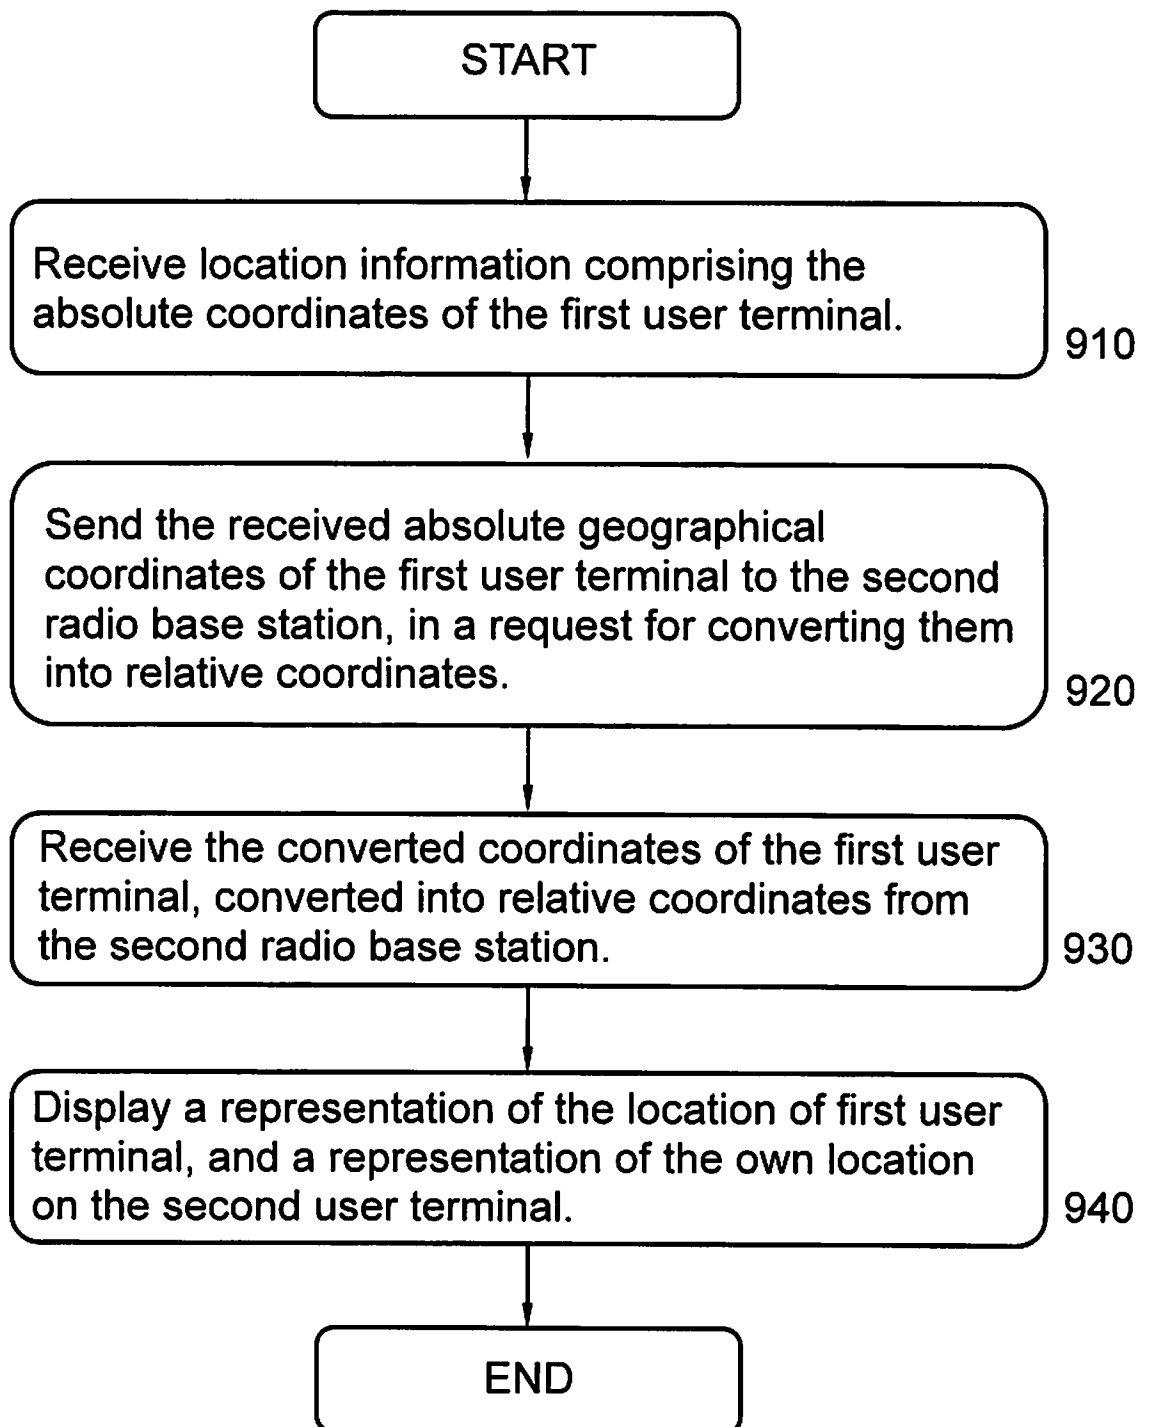 START
Receive location information comprising the
absolute coordinates of the first user terminal.
910
Send the received absolute geographical
coordinates of the first user terminal to the second
radio base station, in a request for converting them
into relative coordinates.
920
Receive the converted coordinates of the first user
terminal, converted into relative coordinates from
the second radio base station.
930
Display a representation of the location of first user
terminal, and a representation of the own location
on the second user terminal.
940
END